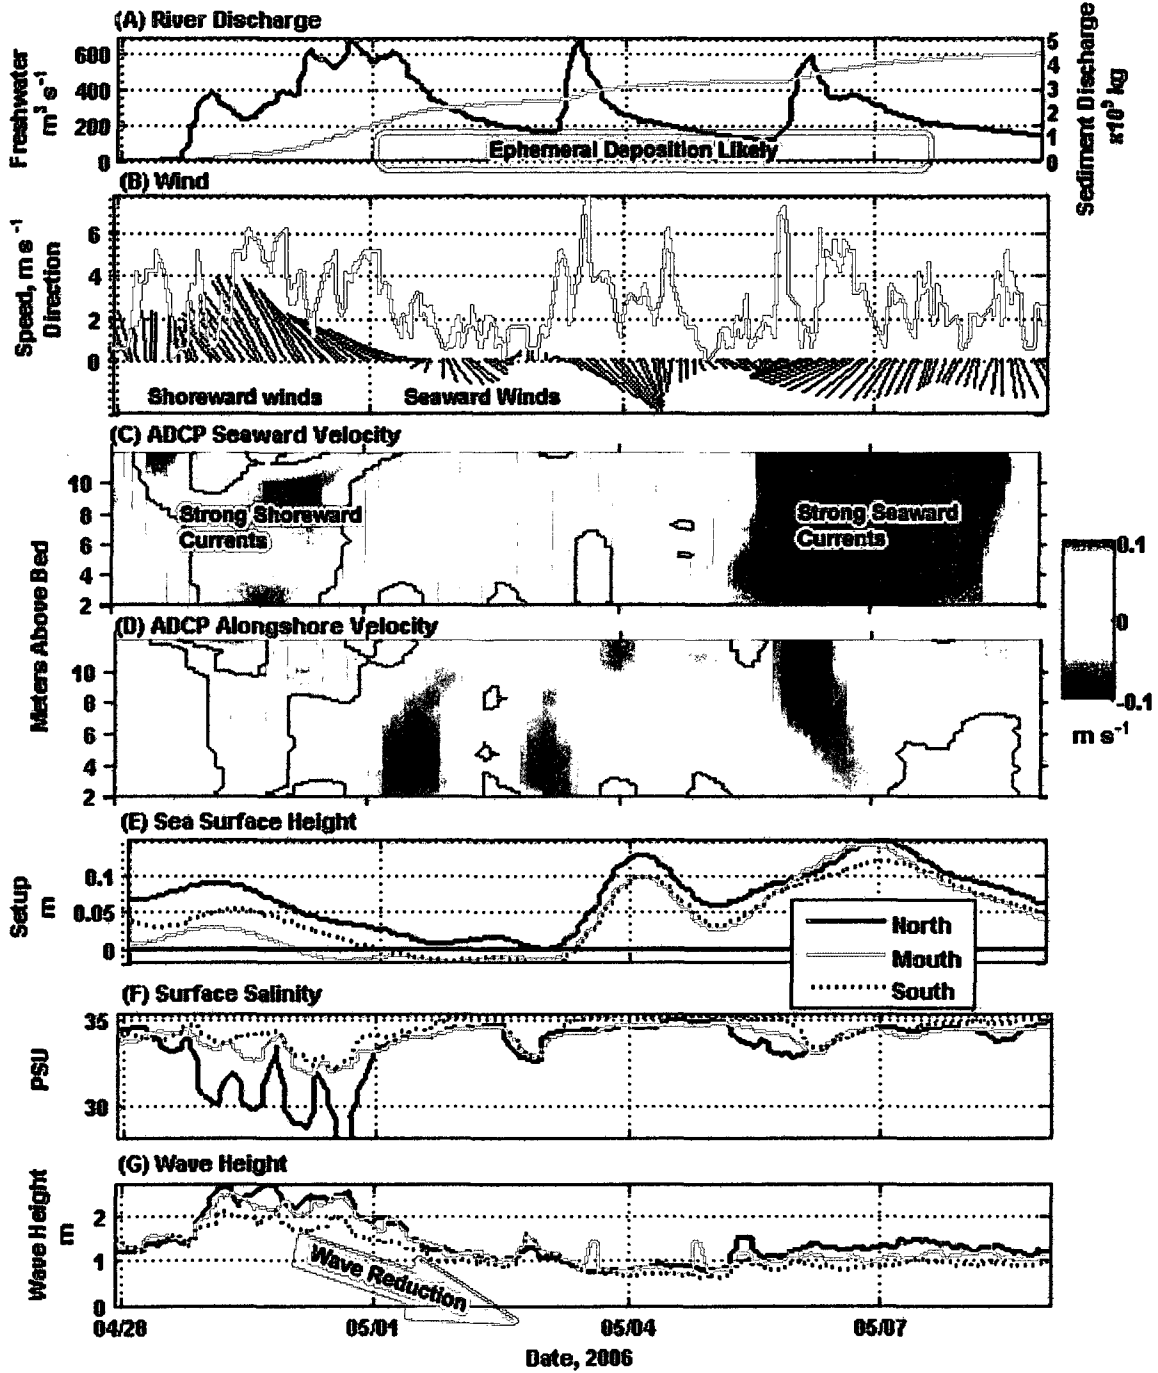 (A) River Discharge
Freshwater
m³ s⁻¹
600
400
200
0
5
4
3
2
1
0
Sediment Discharge
Ephemeral Deposition Likely
(B) Wind
Speed, m s⁻¹
Direction
6
4
2
0
Shoreward winds
Seaward Winds
(C) ADCP Seaward Velocity
Meters Above Bed
10
8
6
4
2
Strong Shoreward
Currents
Strong Seaward
Currents
0.1
0
-0.1
m s⁻¹
(D) ADCP Alongshore Velocity
10
8
6
4
2
(E) Sea Surface Height
Setup
m
0.1
0.05
0
North
Mouth
South
(F) Surface Salinity
PSU
35
30
(G) Wave Height
Wave Height
m
2
1
0
Wave Reduction
04/28
05/01
05/04
05/07
Date, 2006